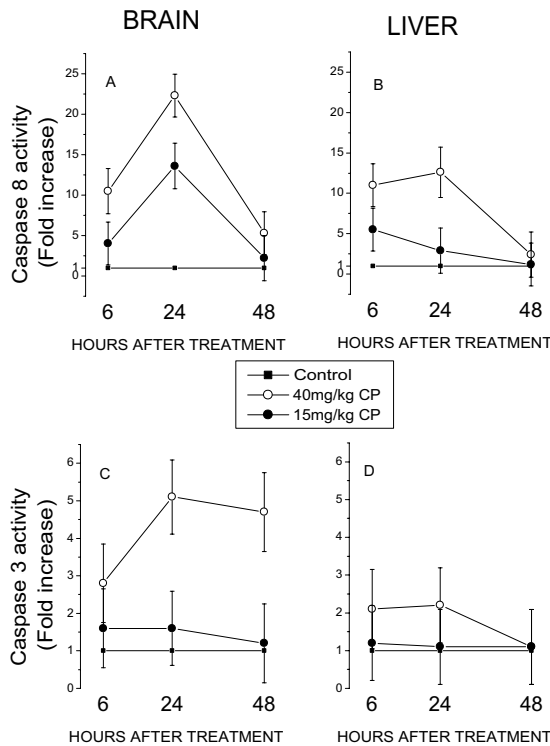 BRAIN
LIVER
Caspase 8 activity
(Fold increase)
A
25
20
15
10
5
1
0
6 24 48
HOURS AFTER TREATMENT
B
25
20
15
10
5
1
0
6 24 48
HOURS AFTER TREATMENT
Control
40mg/kg CP
15mg/kg CP
Caspase 3 activity
(Fold increase)
C
6
5
4
3
2
1
0
6 24 48
HOURS AFTER TREATMENT
D
6
5
4
3
2
1
0
6 24 48
HOURS AFTER TREATMENT